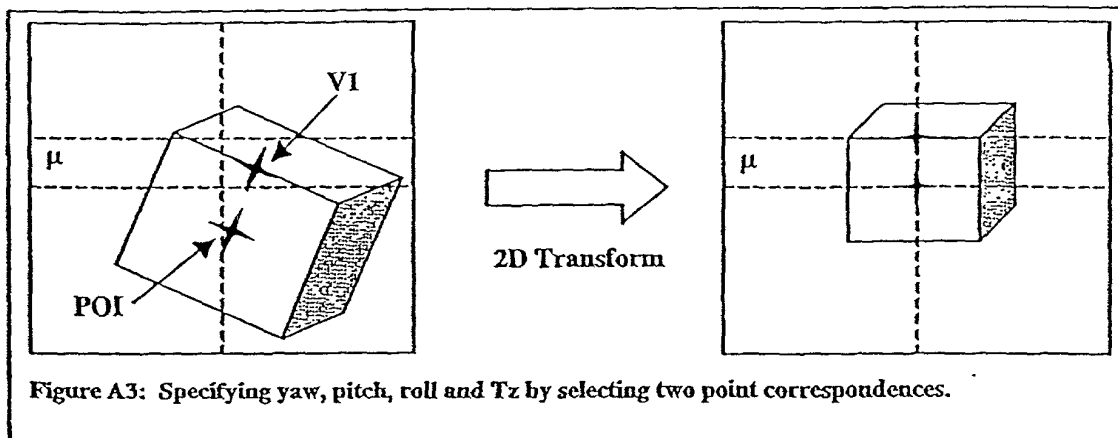 V1
μ
POI
2D Transform
μ
Figure A3: Specifying yaw, pitch, roll and Tz by selecting two point correspondences.